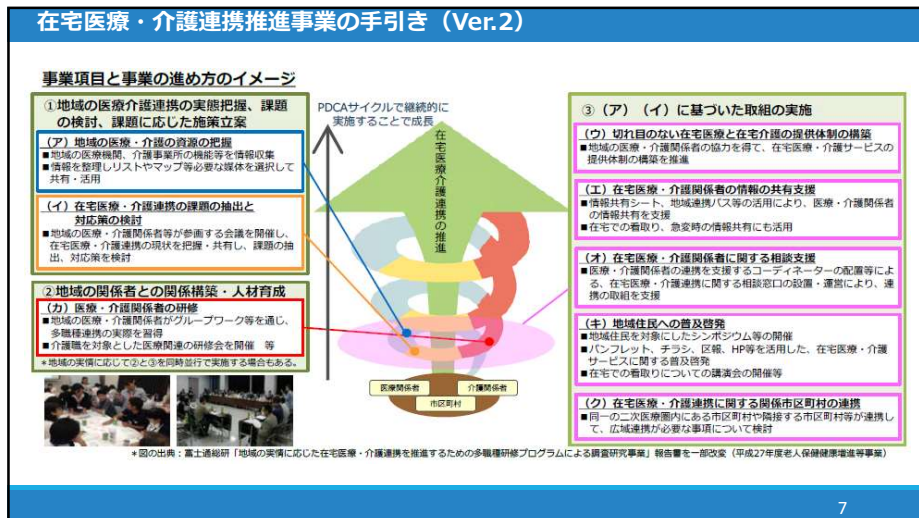 在宅医療・介護連携推進事業の手引き（Ver.2）
事業項目と事業の進め方のイメージ
①地域の医療介護連携の実態把握、課題
の検討、課題に応じた施策立案
（ア）地域の医療・介護の資源の把握
■地域の医療機関、介護事業所の機能等を情報収集
■情報を整理しリストやマップ等必要な媒体を選択して
共有・活用
（イ）在宅医療・介護連携の課題の抽出と
対応策の検討
■地域の医療・介護関係者等が参画する会議を開催し、
在宅医療・介護連携の現状を把握・共有し、課題の抽
出、対応策を検討
②地域の関係者との関係構築・人材育成
（カ）医療・介護関係者の研修
■地域の医療・介護関係者がグループワーク等を通じ、
多職種連携の実際を習得
■介護職を対象とした医療関連の研修会を開催　等
＊地域の実情に応じて②と③を同時並行で実施する場合もある。
PDCAサイクルで継続的に
実施することで成長
在宅医療介護連携の推進
医療関係者
介護関係者
市区町村
③（ア）（イ）に基づいた取組の実施
（ウ）切れ目のない在宅医療と在宅介護の提供体制の構築
■地域の医療・介護関係者の協力を得て、在宅医療・介護サービスの
提供体制の構築を推進
（エ）在宅医療・介護関係者の情報の共有支援
■情報共有シート、地域連携パス等の活用により、医療・介護関係者
の情報共有を支援
■在宅での看取り、急変時の情報共有にも活用
（オ）在宅医療・介護関係者に関する相談支援
■医療・介護関係者の連携を支援するコーディネーターの配置等によ
る、在宅医療・介護連携に関する相談窓口の設置・運営により、連
携の取組を支援
（キ）地域住民への普及啓発
■地域住民を対象にしたシンポジウム等の開催
■パンフレット、チラシ、区報、HP等を活用した、在宅医療・介護
サービスに関する普及啓発
■在宅での看取りについての講演会の開催等
（ク）在宅医療・介護連携に関する関係市区町村の連携
■同一の二次医療圏内にある市区町村や隣接する市区町村等が連携し
て、広域連携が必要な事項について検討
＊図の出典：富士通総研「地域の実情に応じた在宅医療・介護連携を推進するための多職種研修プログラムによる調査研究事業」報告書を一部改変（平成27年度老人保健健康増進等事業）
7